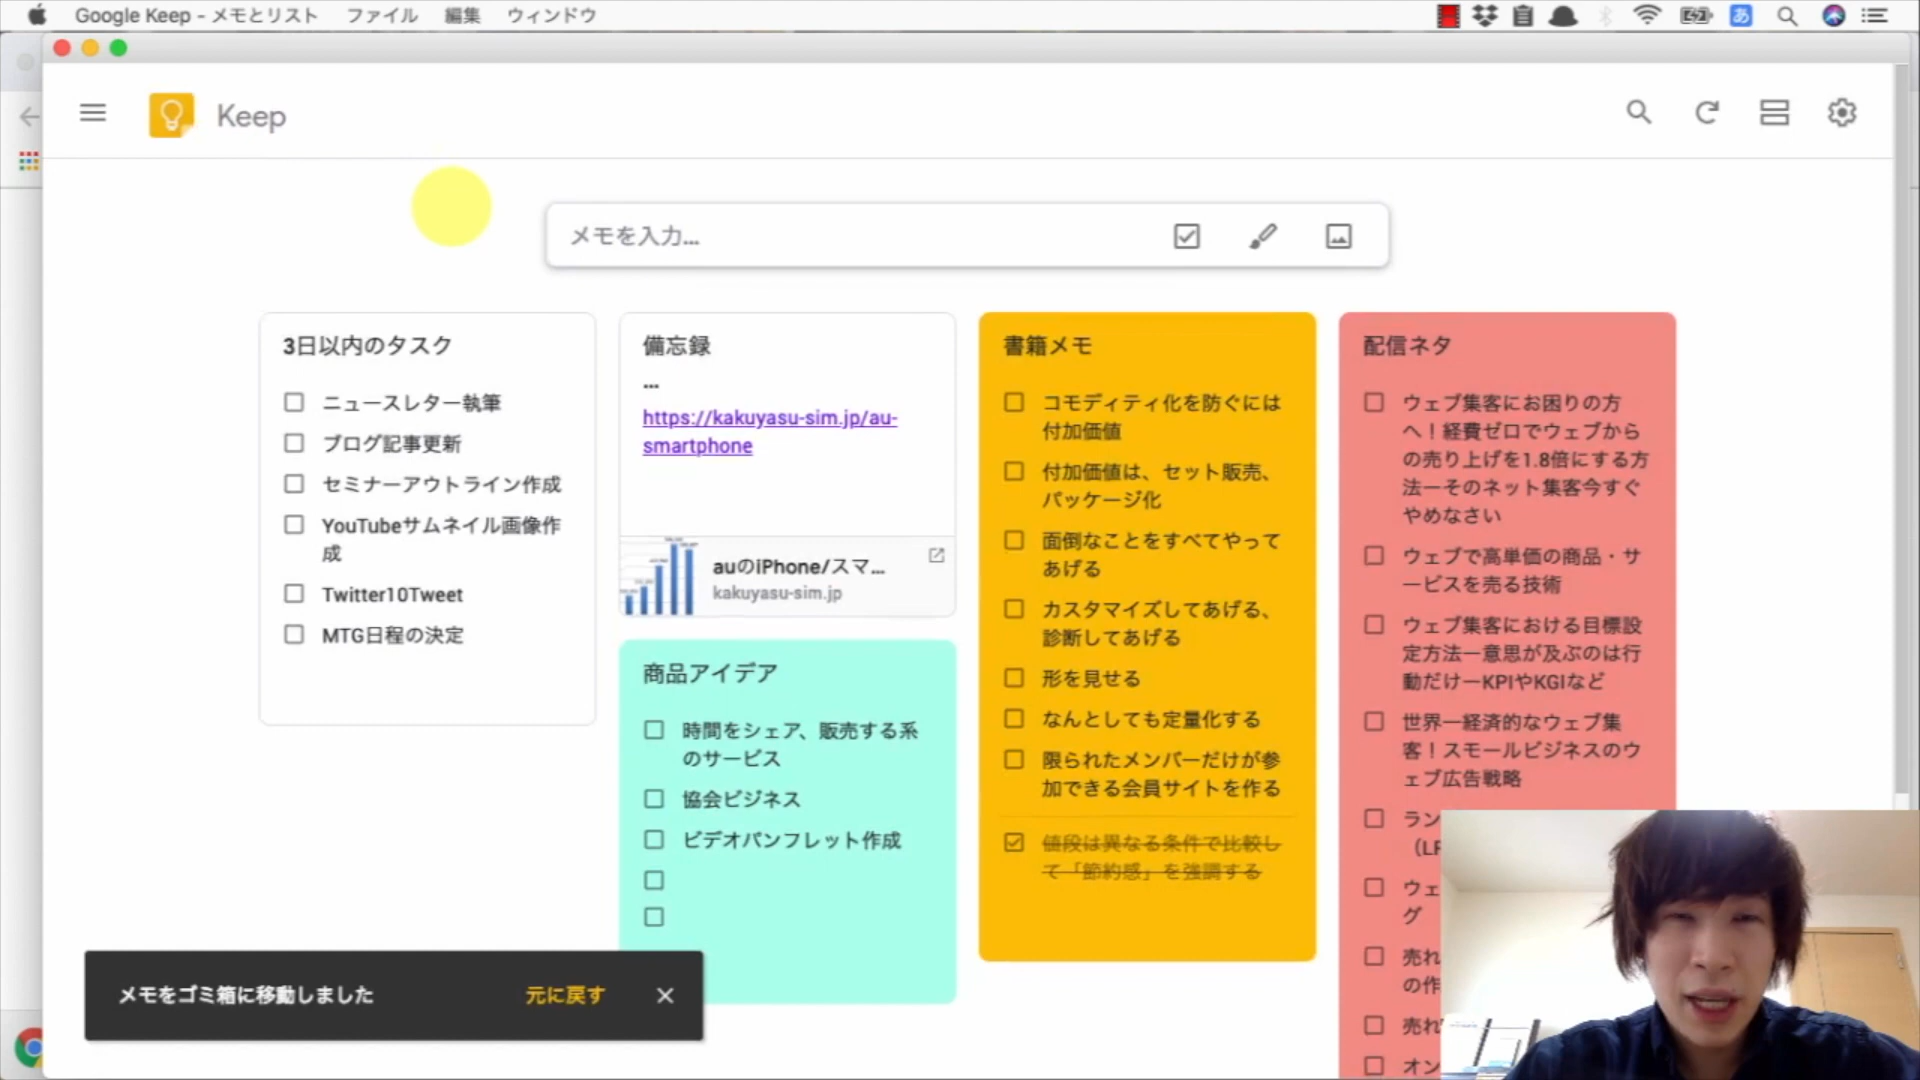 Google Keep - メモとリスト ファイル 編集 ウィンドウ
あ
Keep
メモを入力...
3日以内のタスク
ニュースレター執筆
ブログ記事更新
セミナーアウトライン作成
YouTubeサムネイル画像作
成
Twitter10Tweet
MTG日程の決定
備忘録
...
https://kakuyasu-sim.jp/au-
smartphone
auのiPhone/スマ...
kakuyasu-sim.jp
商品アイデア
時間をシェア、販売する系
のサービス
協会ビジネス
ビデオパンフレット作成
書籍メモ
コモディティ化を防ぐには
付加価値
付加価値は、セット販売、
パッケージ化
面倒なことをすべてやって
あげる
カスタマイズしてあげる、
診断してあげる
形を見せる
なんとしても定量化する
限られたメンバーだけが参
加できる会員サイトを作る
値段は異なる条件で比較し
て「節約感」を強調する
配信ネタ
ウェブ集客にお困りの方
へ！経費ゼロでウェブから
の売り上げを1.8倍にする方
法ーそのネット集客今すぐ
やめなさい
ウェブで高単価の商品・サ
ービスを売る技術
ウェブ集客における目標設
定方法ー意思が及ぶのは行
動だけーKPIやKGIなど
世界一経済的なウェブ集
客！スモールビジネスのウ
ェブ広告戦略
ラン
（LF
ウェ
グ
売れ
の作
売れ
オン
メモをゴミ箱に移動しました 元に戻す